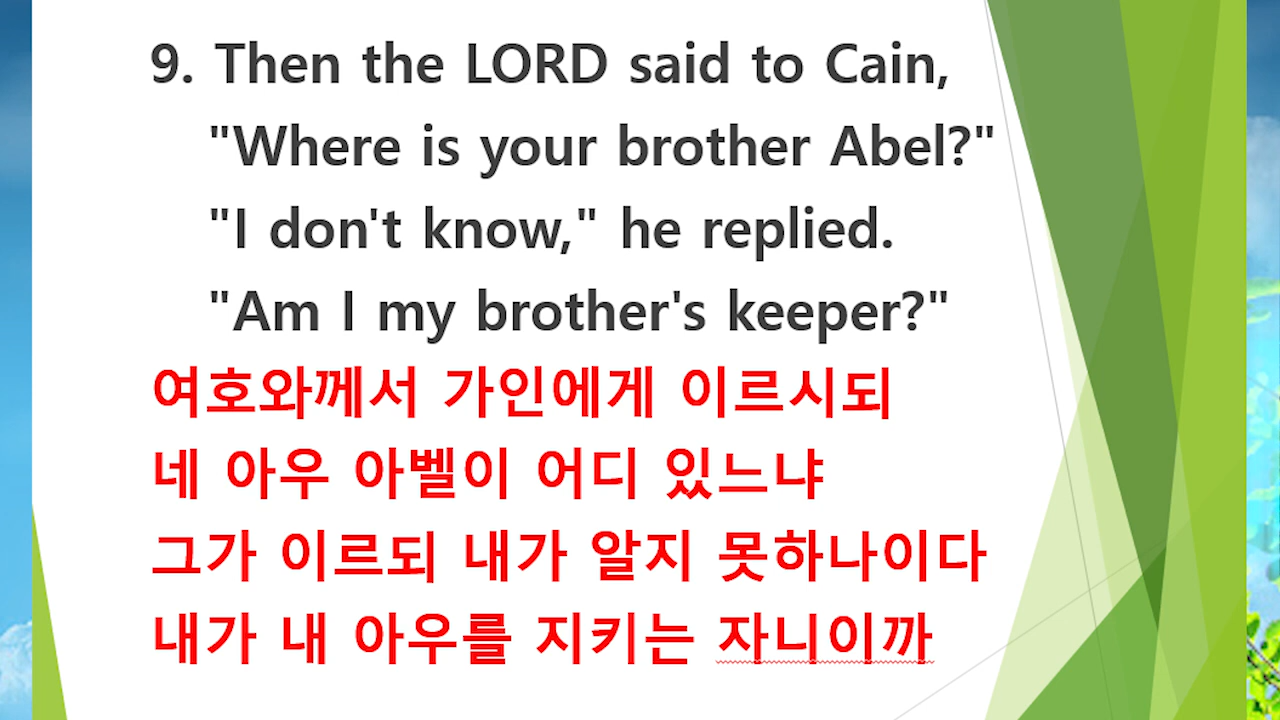 9. Then the LORD said to Cain,
"Where is your brother Abel?"
"I don't know," he replied.
"Am I my brother's keeper?"
여호와께서 가인에게 이르시되
네 아우 아벨이 어디 있느냐
그가 이르되 내가 알지 못하나이다
내가 내 아우를 지키는 자니이까